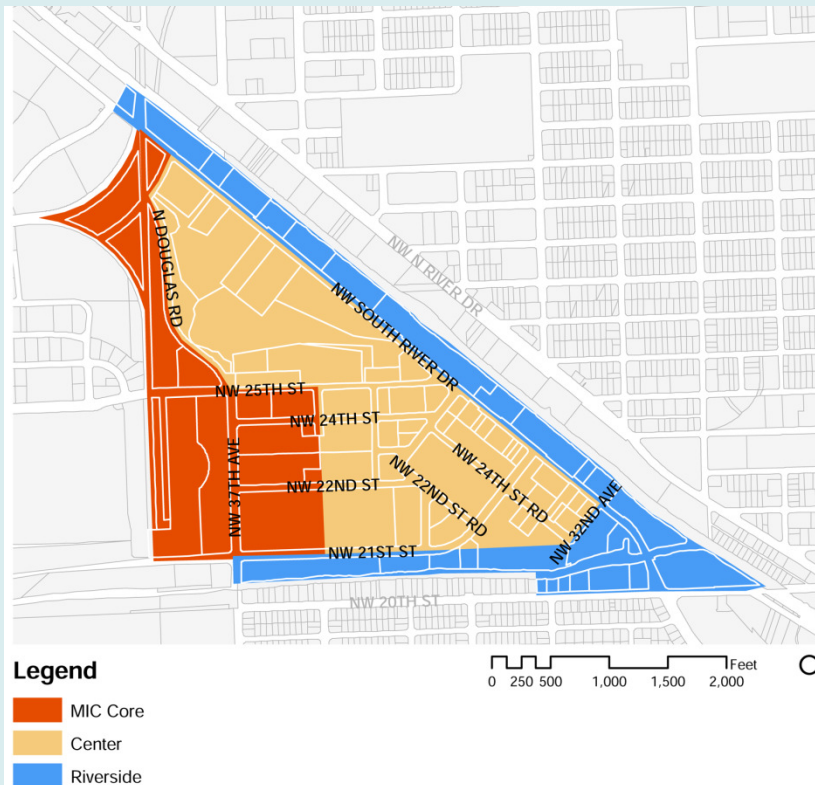 NW N RIVER DR
N DOUGLAS RD
NW SOUTH RIVER DR
NW 25TH ST
NW 24TH ST
NW 37TH AVE
NW 24TH ST RD
NW 22ND ST RD
NW 22ND ST
NW 32ND AVE
NW 21ST ST
NW 20TH ST
Legend
MIC Core
Center
Riverside
Feet
0 250 500 1,000 1,500 2,000